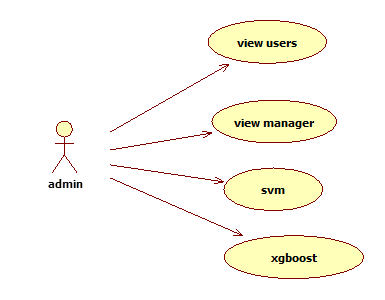 view users
view manager
admin
svm
xgboost